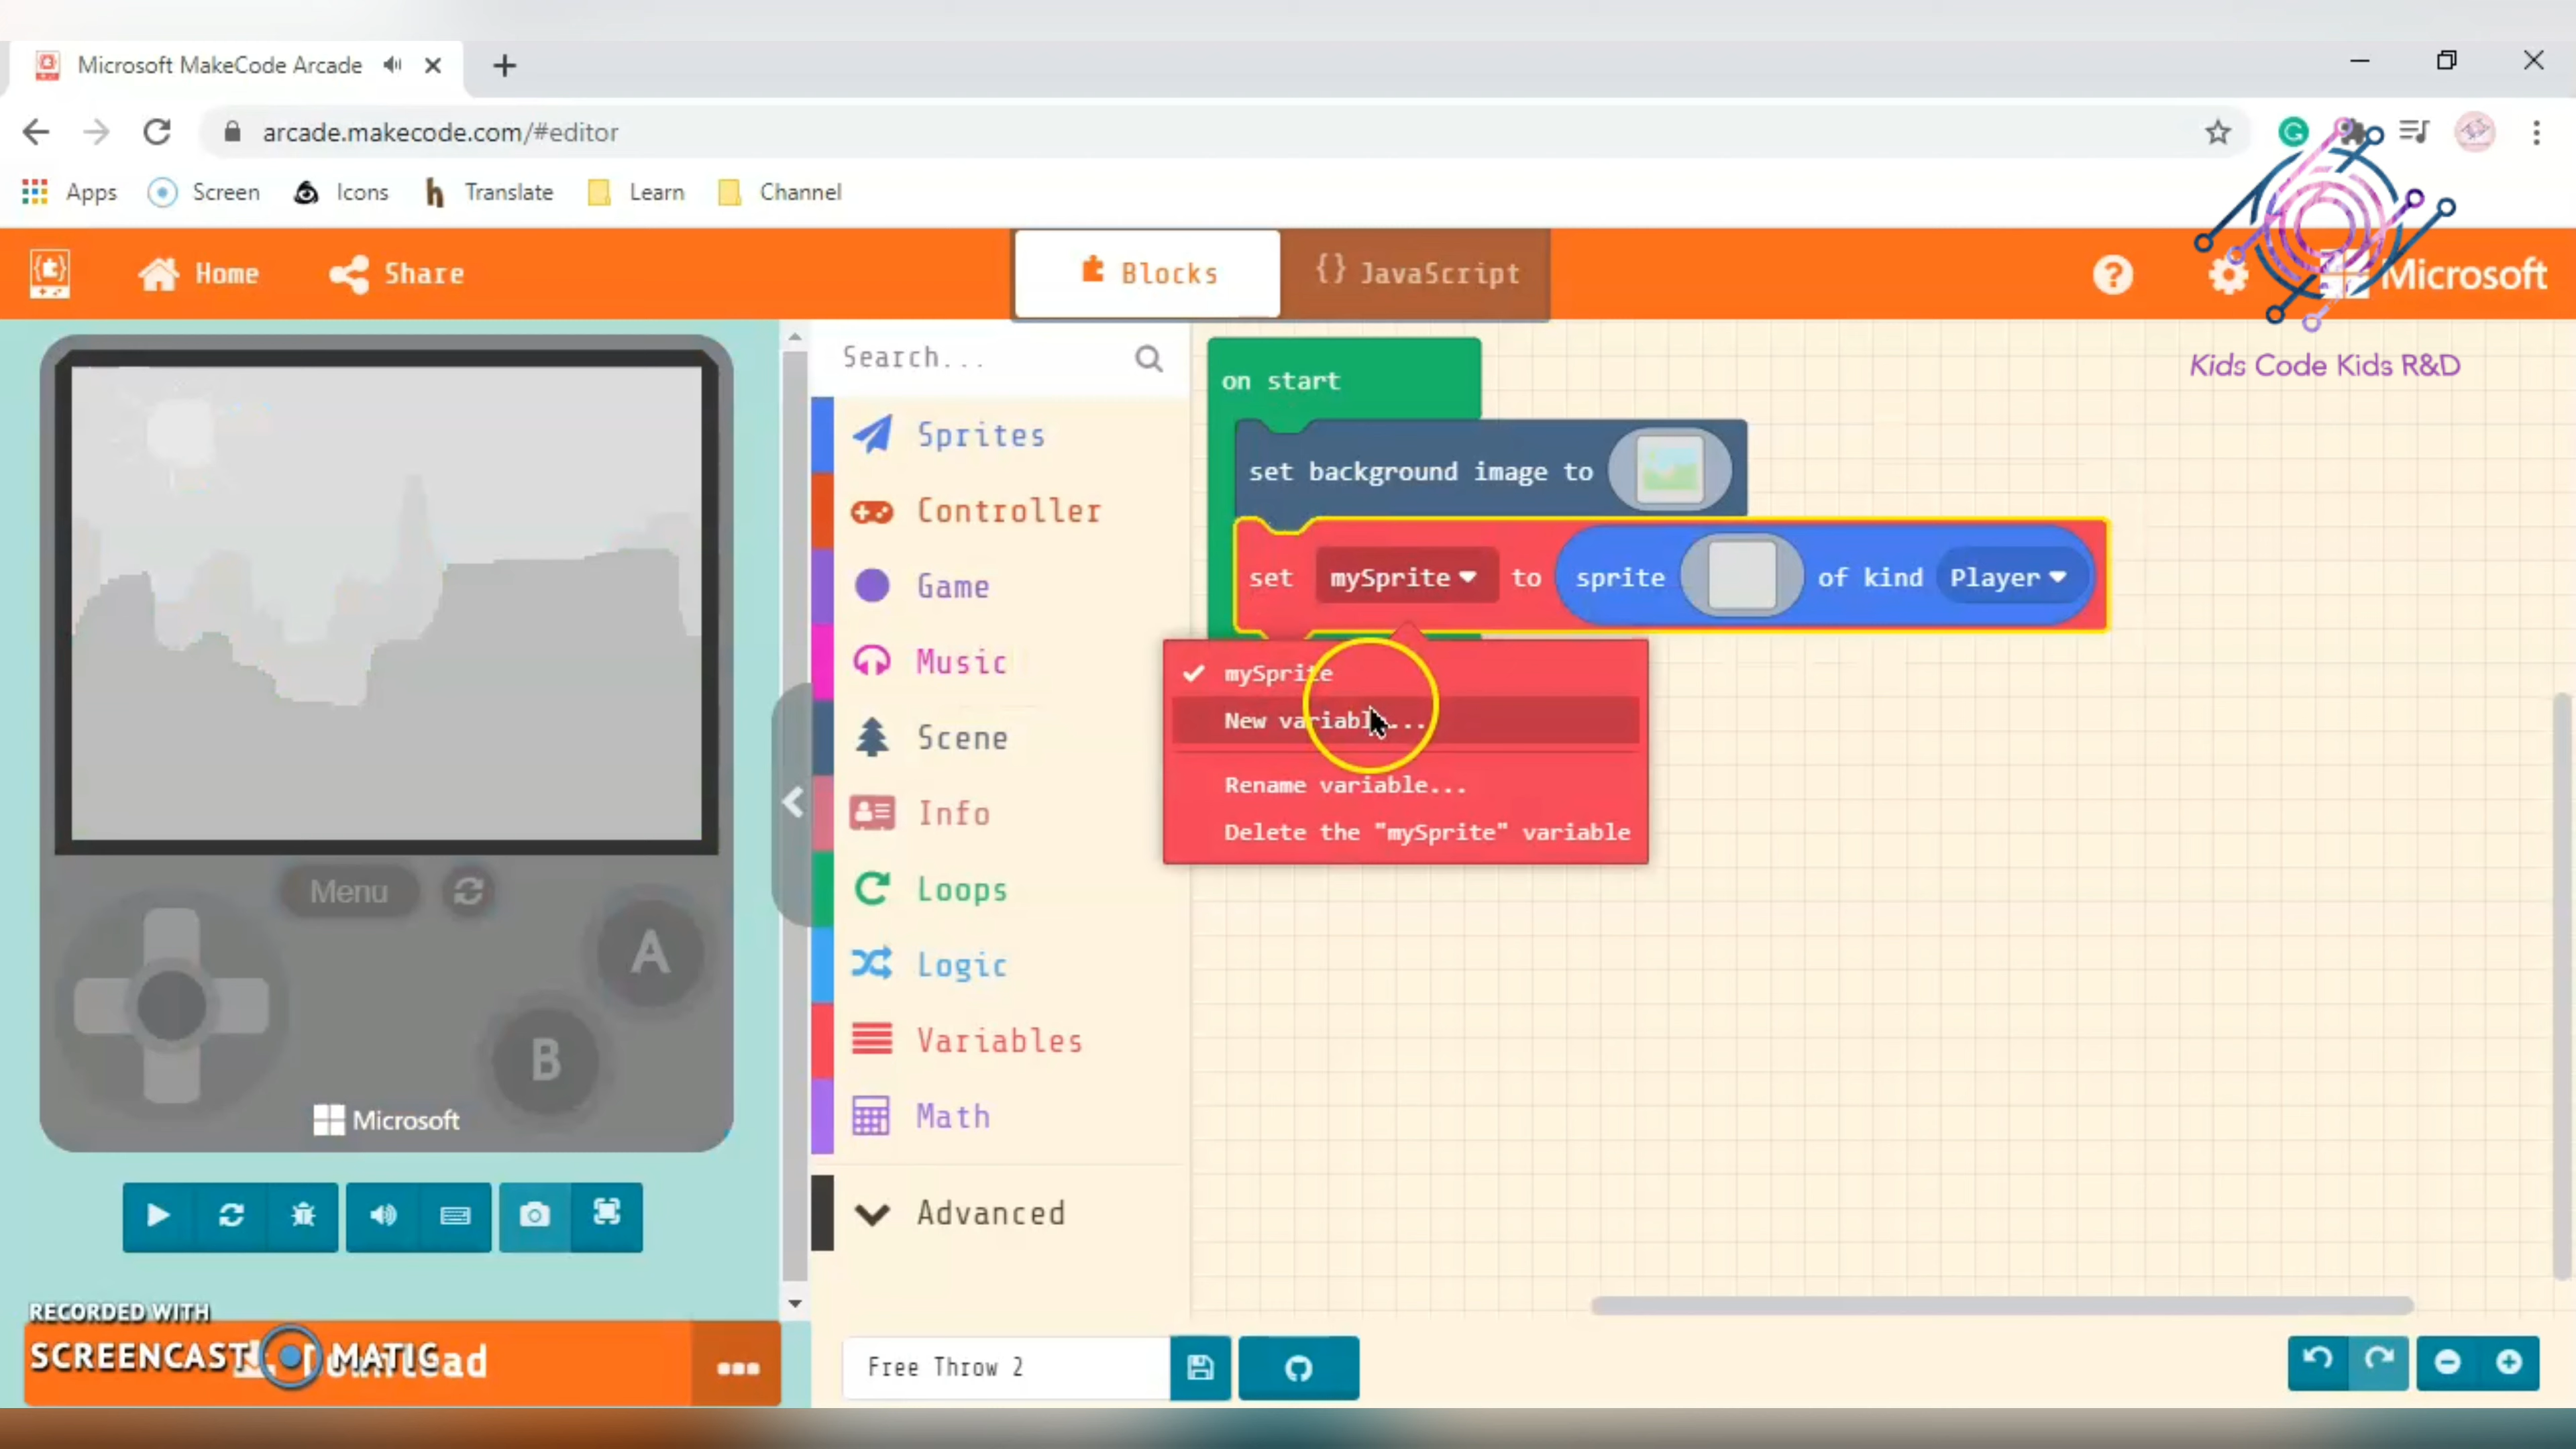 Microsoft MakeCode Arcade
arcade.makecode.com/#editor
Apps
Screen
Icons
Translate
Learn
Channel
Home
Share
Blocks
{} JavaScript
Microsoft
Kids Code Kids R&D
Search...
Sprites
Controller
Game
Music
Scene
Info
Loops
Logic
Variables
Math
Advanced
on start
set background image to
set mySprite to sprite of kind Player
mySprite
New variable...
Rename variable...
Delete the "mySprite" variable
Menu
A
B
Microsoft
RECORDED WITH
SCREENCAST MATIC
Free Throw 2